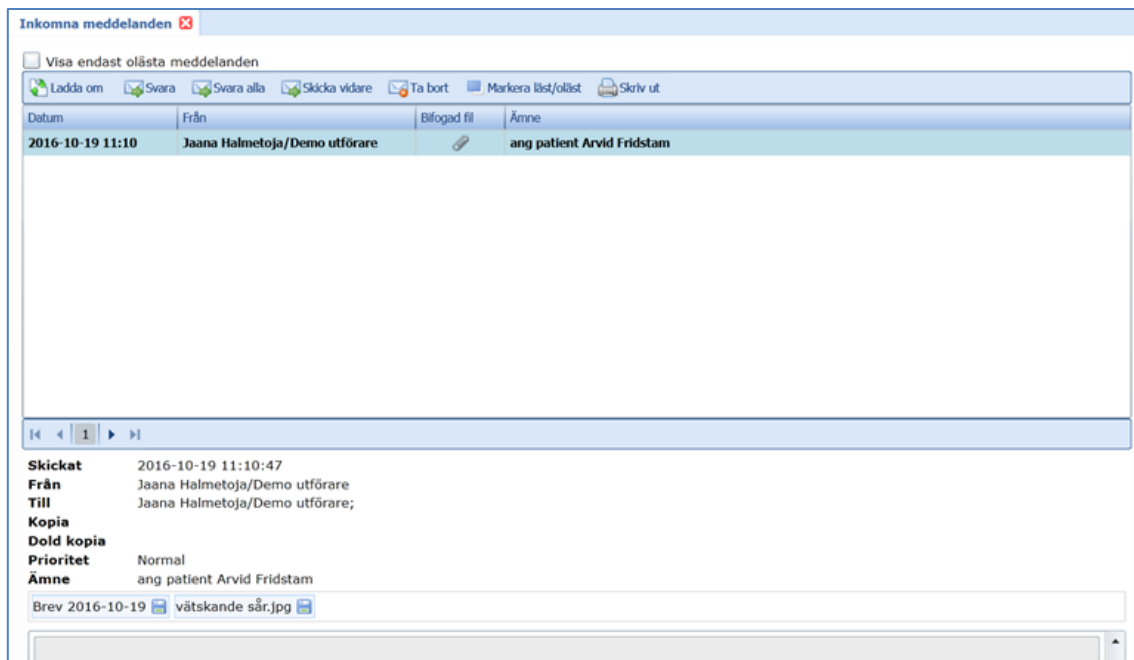 Inkomna meddelanden
Visa endast olästa meddelanden
Ladda om Svara Svara alla Skicka vidare Ta bort Markera läst/oläst Skriv ut
Datum Från Bifogad fil Ämne
2016-10-19 11:10 Jaana Halmetoja/Demo utförare ang patient Arvid Fridstam
1
Skickat 2016-10-19 11:10:47
Från Jaana Halmetoja/Demo utförare
Till Jaana Halmetoja/Demo utförare;
Kopia
Dold kopia
Prioritet Normal
Ämne ang patient Arvid Fridstam
Brev 2016-10-19 vätskande sår.jpg